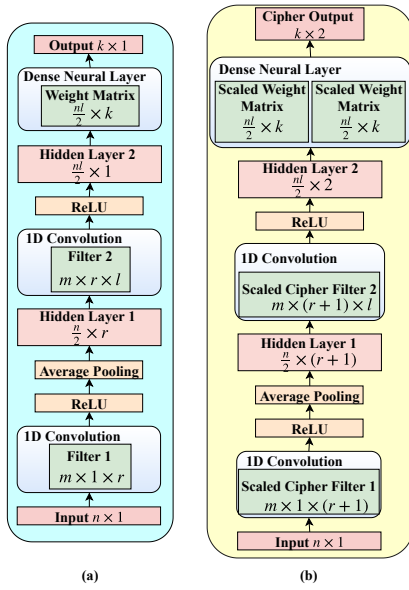 Output k × 1
Dense Neural Layer
Weight Matrix
nl/2 × k
Hidden Layer 2
nl/2 × 1
ReLU
1D Convolution
Filter 2
m × r × l
Hidden Layer 1
n/2 × r
Average Pooling
ReLU
1D Convolution
Filter 1
m × 1 × r
Input n × 1
(a)
Cipher Output
k × 2
Dense Neural Layer
Scaled Weight
Matrix
nl/2 × k
Scaled Weight
Matrix
nl/2 × k
Hidden Layer 2
nl/2 × 2
ReLU
1D Convolution
Scaled Cipher Filter 2
m × (r + 1) × l
Hidden Layer 1
n/2 × (r + 1)
Average Pooling
ReLU
1D Convolution
Scaled Cipher Filter 1
m × 1 × (r + 1)
Input n × 1
(b)